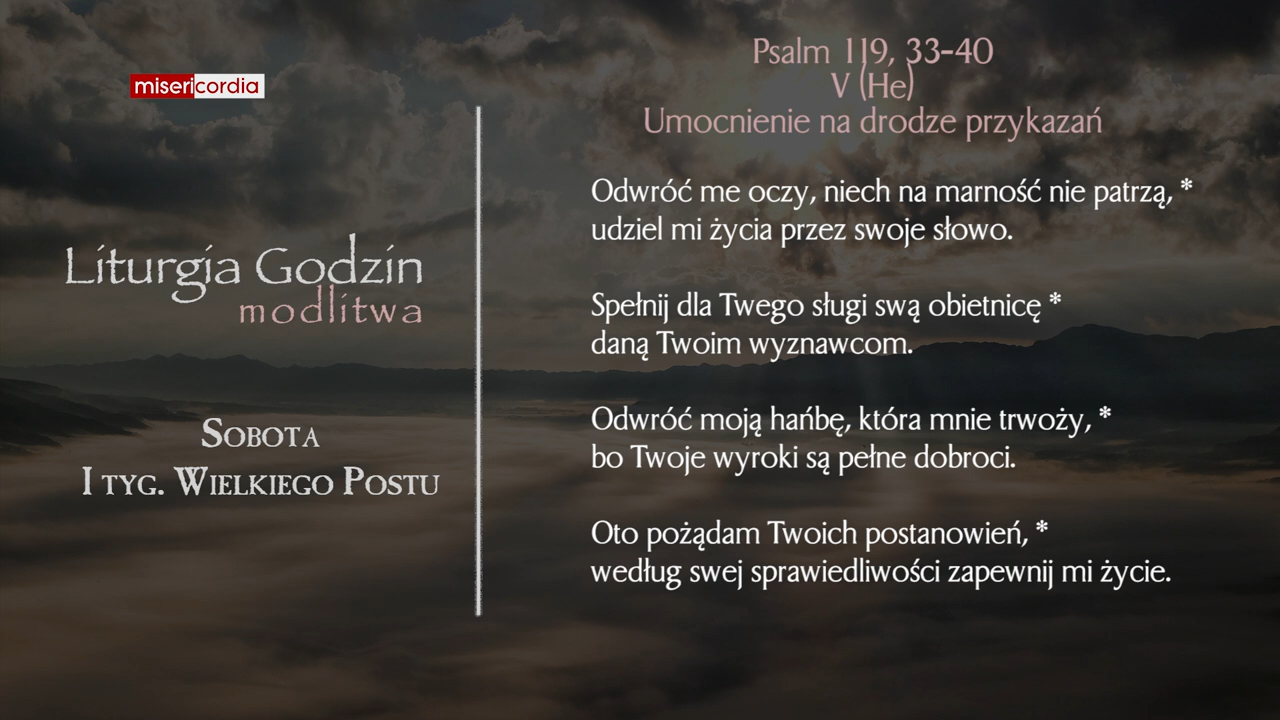 misericordia
Liturgia Godzin
modlitwa
Sobota
I tyg. Wielkiego Postu
Psalm 119, 33-40
V (He)
Umocnienie na drodze przykazań
Odwróć me oczy, niech na marność nie patrzą, *
udziel mi życia przez swoje słowo.
Spełnij dla Twego sługi swą obietnicę *
daną Twoim wyznawcom.
Odwróć moją hańbę, która mnie trwoży, *
bo Twoje wyroki są pełne dobroci.
Oto pożądam Twoich postanowień, *
według swej sprawiedliwości zapewnij mi życie.